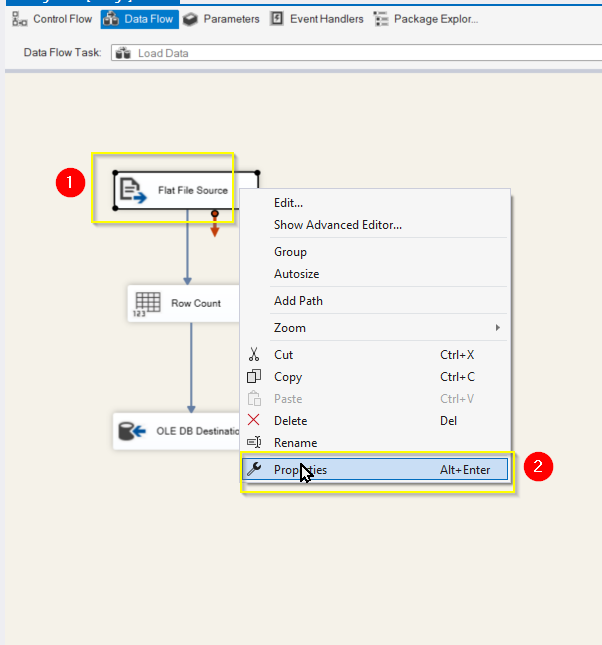 Control Flow Data Flow Parameters Event Handlers Package Explor...
Data Flow Task: Load Data
1
Flat File Source
Edit...
Show Advanced Editor...
Group
Autosize
Add Path
123
Row Count
Zoom
Cut Ctrl+X
Copy Ctrl+C
Paste Ctrl+V
Delete Del
OLE DB Destinatio
Rename
Properties Alt+Enter
2